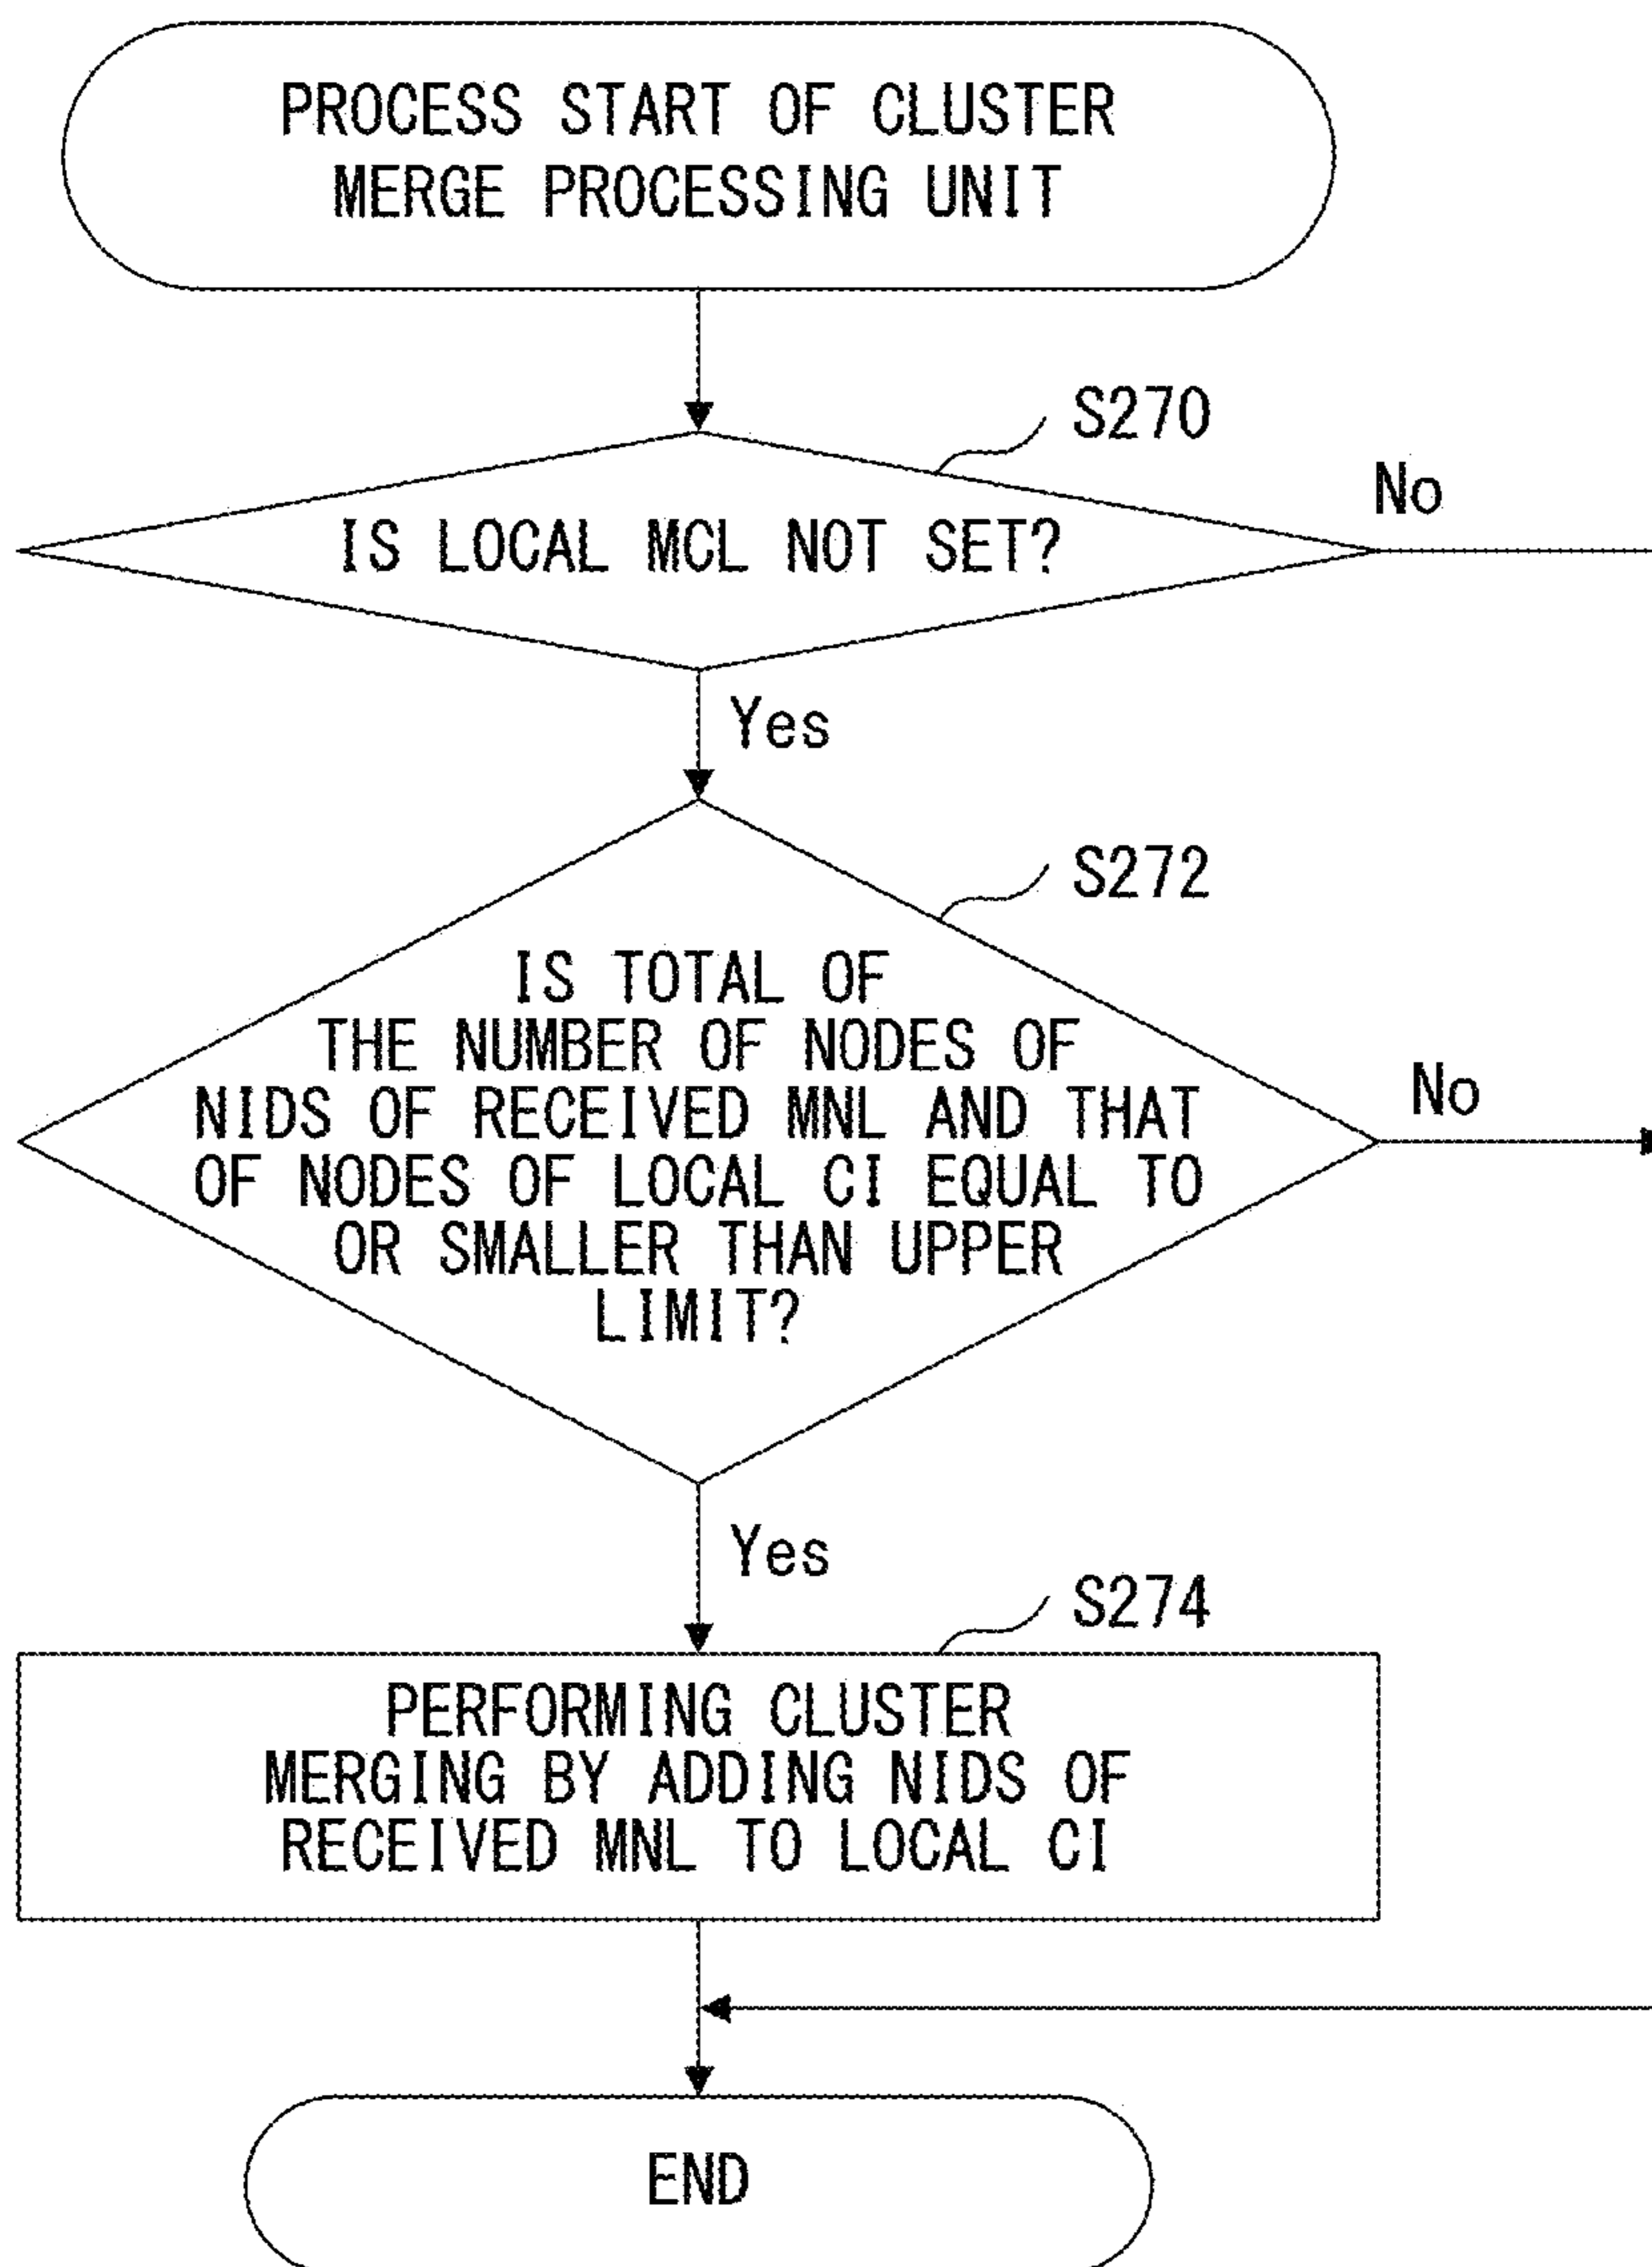 PROCESS START OF CLUSTER
MERGE PROCESSING UNIT
S270
No
IS LOCAL MCL NOT SET?
Yes
S272
IS TOTAL OF
THE NUMBER OF NODES OF
NIDS OF RECEIVED MNL AND THAT
OF NODES OF LOCAL CI EQUAL TO
OR SMALLER THAN UPPER
LIMIT?
No
Yes
S274
PERFORMING CLUSTER
MERGING BY ADDING NIDS OF
RECEIVED MNL TO LOCAL CI
END